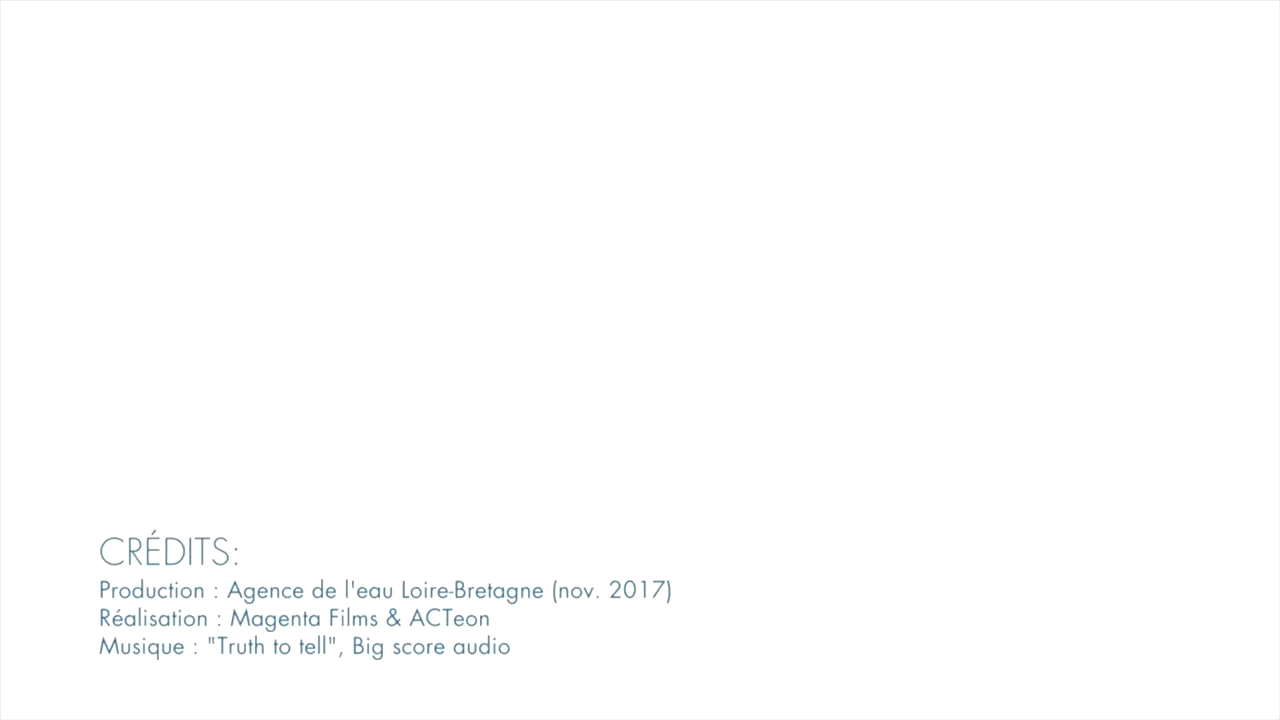 CRÉDITS:
Production : Agence de l'eau Loire-Bretagne (nov. 2017)
Réalisation : Magenta Films & ACTeon
Musique : "Truth to tell", Big score audio